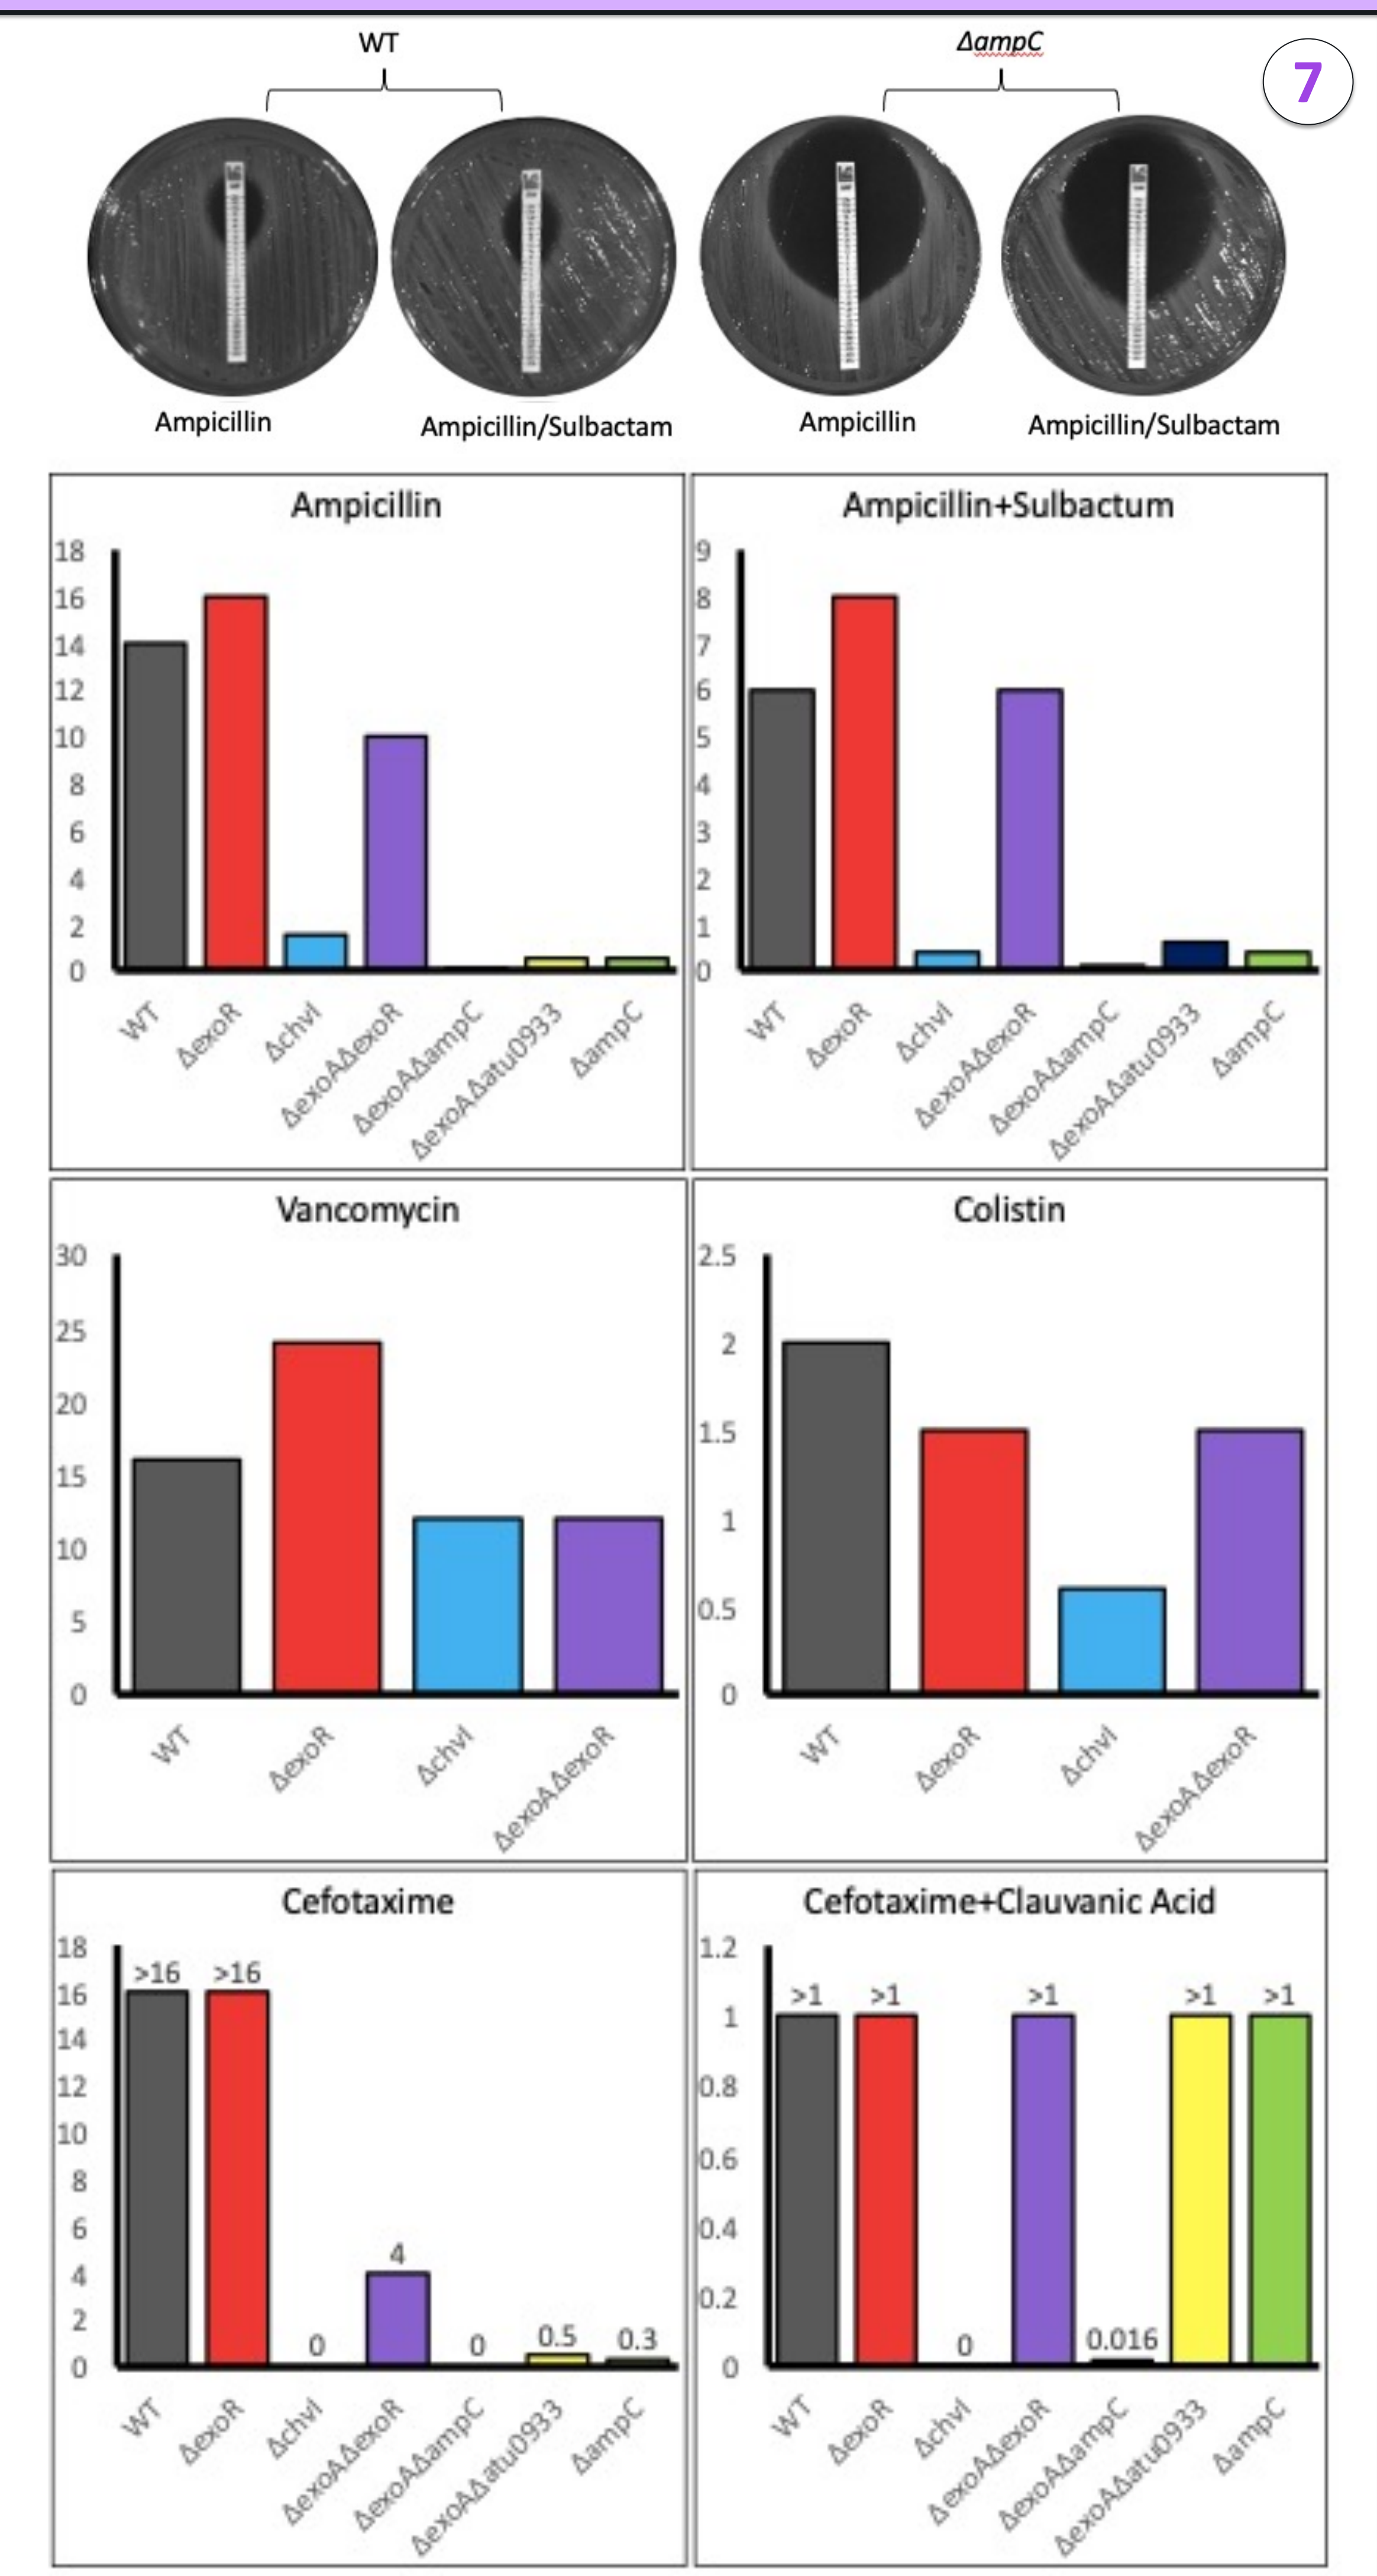 WT
ΔampC
7
Ampicillin
Ampicillin/Sulbactam
Ampicillin
Ampicillin/Sulbactam
Ampicillin
18
16
14
12
10
8
6
4
2
0
WT
ΔexoR
ΔchvI
ΔexoAΔexoR
ΔexoAΔampC
ΔexoAΔatu0933
ΔampC
Ampicillin+Sulbactum
9
8
7
6
5
4
3
2
1
0
WT
ΔexoR
ΔchvI
ΔexoAΔexoR
ΔexoAΔampC
ΔexoAΔatu0933
ΔampC
Vancomycin
30
25
20
15
10
5
0
WT
ΔexoR
ΔchvI
ΔexoAΔexoR
Colistin
2.5
2
1.5
1
0.5
0
WT
ΔexoR
ΔchvI
ΔexoAΔexoR
Cefotaxime
18
16
14
12
10
8
6
4
2
0
>16
>16
0
4
0
0.5
0.3
WT
ΔexoR
ΔchvI
ΔexoAΔexoR
ΔexoAΔampC
ΔexoAΔatu0933
ΔampC
Cefotaxime+Clauvanic Acid
1.2
1
0.8
0.6
0.4
0.2
0
>1
>1
0
>1
0.016
>1
>1
WT
ΔexoR
ΔchvI
ΔexoAΔexoR
ΔexoAΔampC
ΔexoAΔatu0933
ΔampC